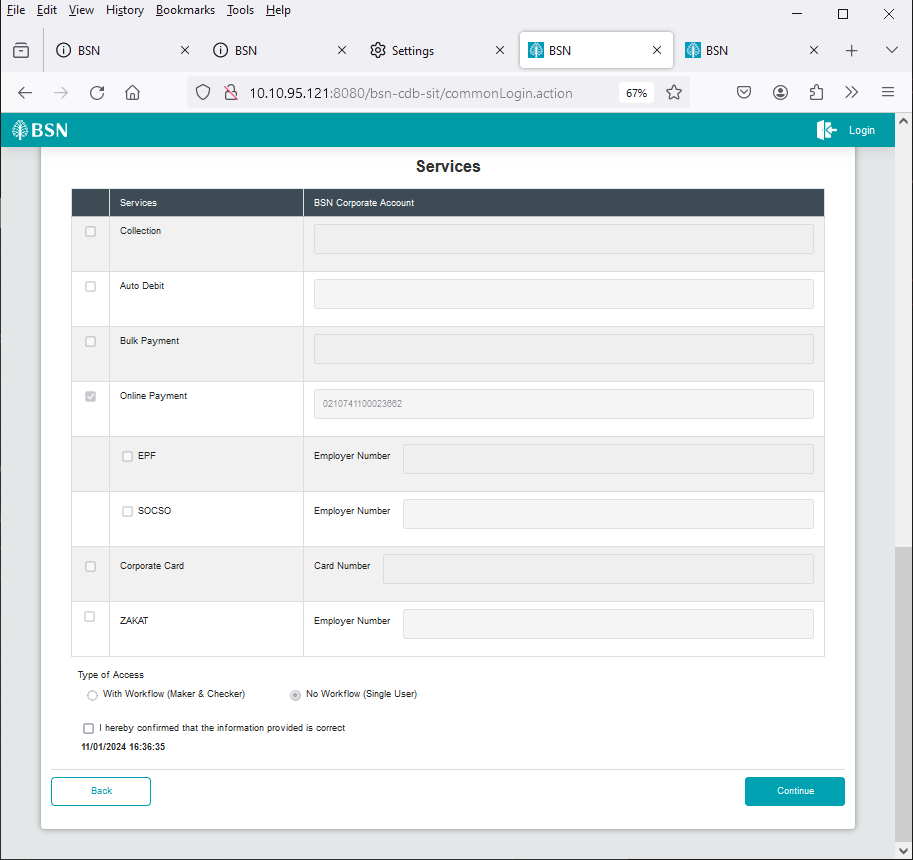 File Edit View History Bookmarks Tools Help
BSN BSN Settings BSN BSN
10.10.95.121:8080/bsn-cdb-sit/commonLogin.action 67%
BSN Login
Services
Services BSN Corporate Account
Collection
Auto Debit
Bulk Payment
Online Payment 0210741100023662
EPF Employer Number
SOCSO Employer Number
Corporate Card Card Number
ZAKAT Employer Number
Type of Access
With Workflow (Maker & Checker) No Workflow (Single User)
I hereby confirmed that the information provided is correct
11/01/2024 16:36:35
Back Continue